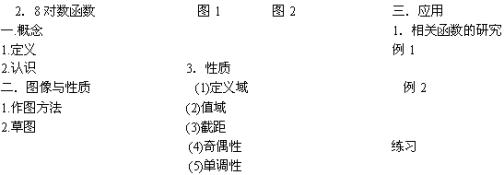 2．8对数函数 图1 图2 三．应用
一.概念 1．相关函数的研究
1.定义 例1
2.认识 3．性质
二．图像与性质 (1)定义域 例2
1.作图方法 (2)值域
2.草图 (3)截距
(4)奇偶性 练习
(5)单调性